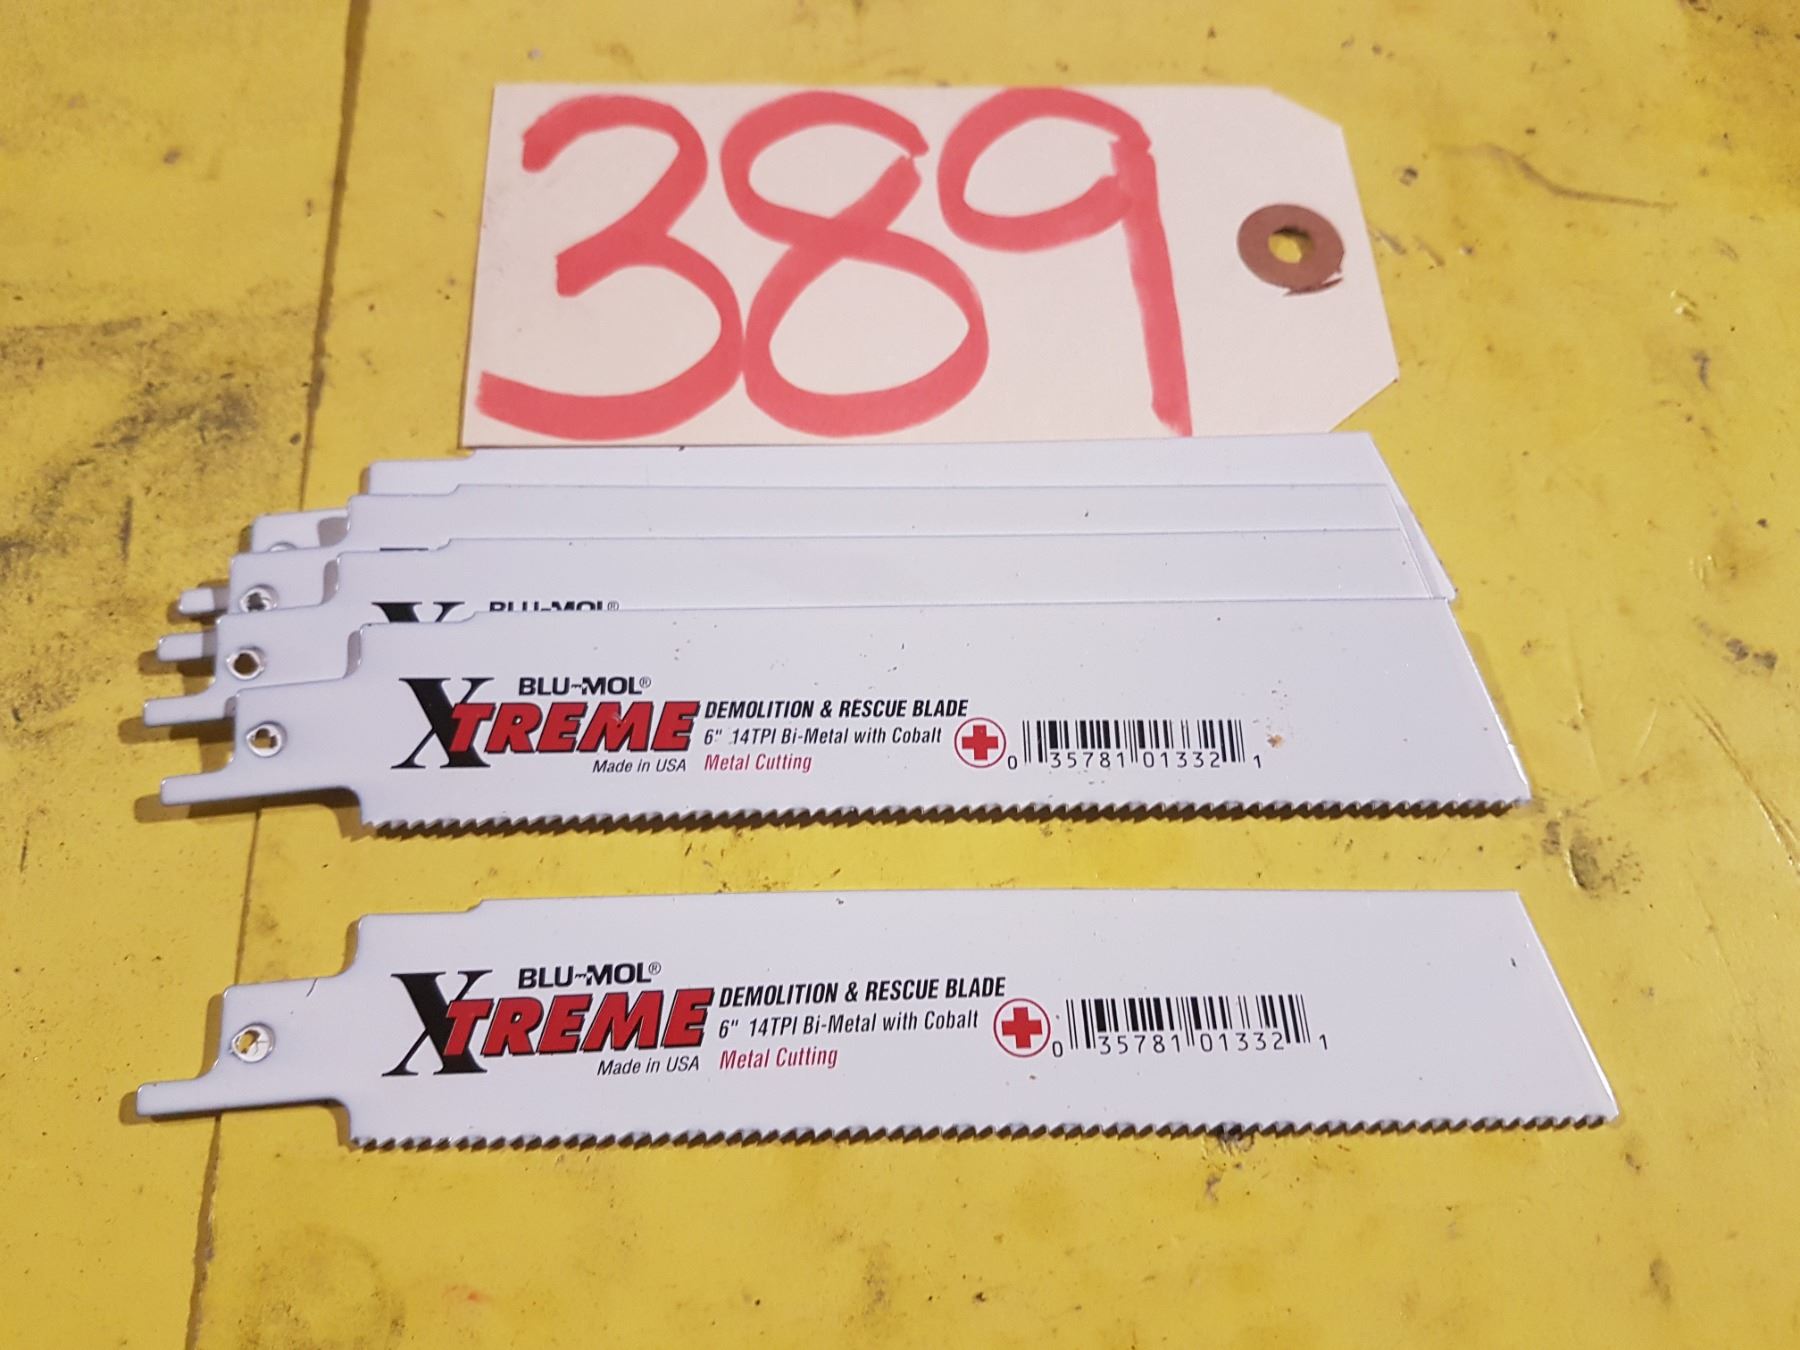 389
BLU-MOL®
BLU-MOL®
XTREME
DEMOLITION & RESCUE BLADE
6" 14TPI Bi-Metal with Cobalt
Made in USA
Metal Cutting
0 35781 01332 1
BLU-MOL®
XTREME
DEMOLITION & RESCUE BLADE
6" 14TPI Bi-Metal with Cobalt
Made in USA
Metal Cutting
0 35781 01332 1